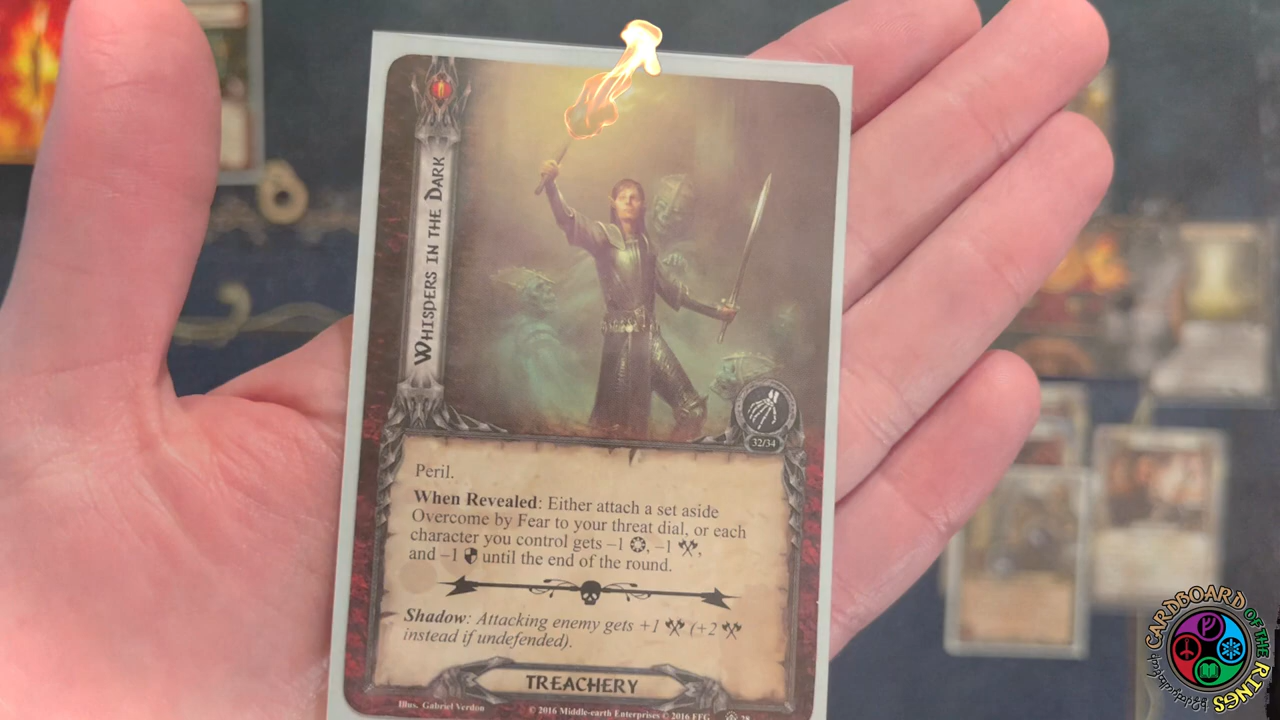 WHISPERS IN THE DARK
32/34
Peril.
When Revealed: Either attach a set aside
Overcome by Fear to your threat dial, or each
character you control gets –1 , –1 ,
and –1 until the end of the round.
Shadow: Attacking enemy gets +1 (+2
instead if undefended).
TREACHERY
Illus. Gabriel Verdon
© 2016 Middle-earth Enterprises © 2016 FFG
28
CARDBOARD OF THE RINGS